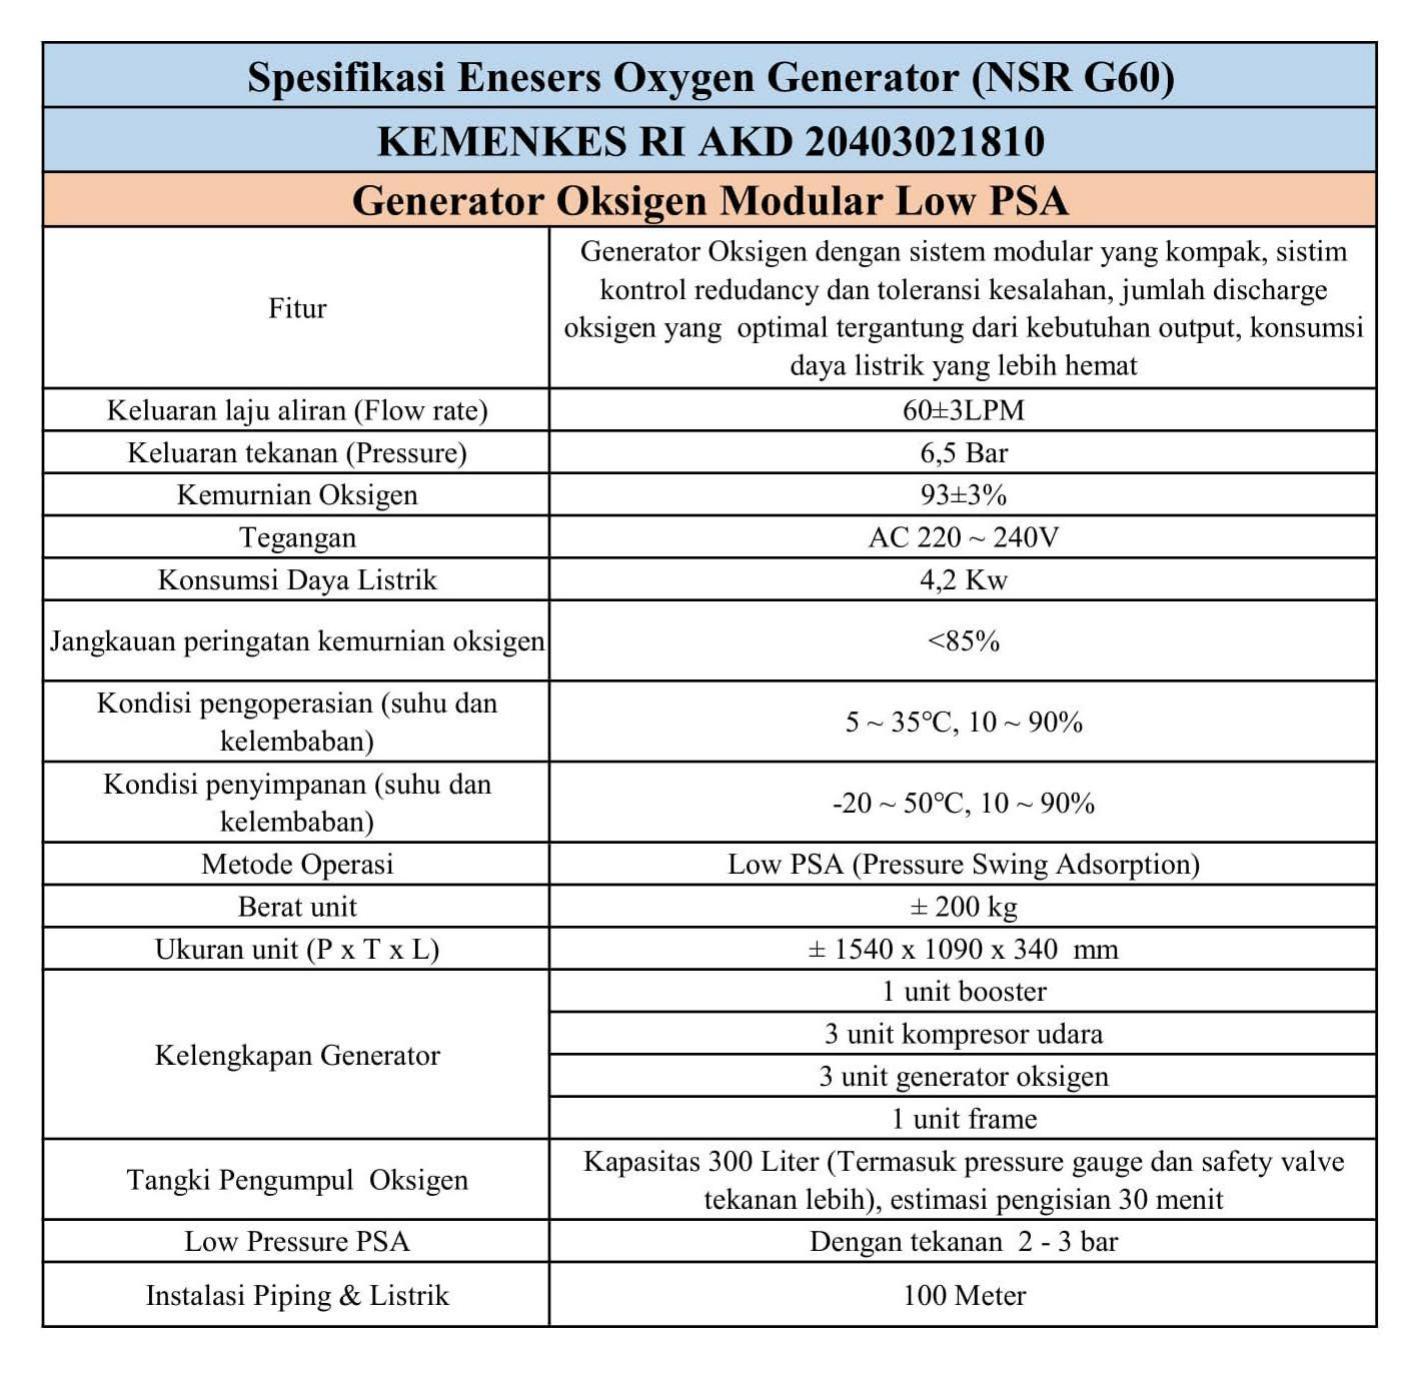 Spesifikasi Enesers Oxygen Generator (NSR G60)
KEMENKES RI AKD 20403021810
Generator Oksigen Modular Low PSA
Fitur
Generator Oksigen dengan sistem modular yang kompak, sistim
kontrol redudancy dan toleransi kesalahan, jumlah discharge
oksigen yang optimal tergantung dari kebutuhan output, konsumsi
daya listrik yang lebih hemat
Keluaran laju aliran (Flow rate)
60±3LPM
Keluaran tekanan (Pressure)
6,5 Bar
Kemurnian Oksigen
93±3%
Tegangan
AC 220 ~ 240V
Konsumsi Daya Listrik
4,2 Kw
Jangkauan peringatan kemurnian oksigen
<85%
Kondisi pengoperasian (suhu dan
kelembaban)
5 ~ 35℃, 10 ~ 90%
Kondisi penyimpanan (suhu dan
kelembaban)
-20 ~ 50℃, 10 ~ 90%
Metode Operasi
Low PSA (Pressure Swing Adsorption)
Berat unit
± 200 kg
Ukuran unit (P x T x L)
± 1540 x 1090 x 340 mm
Kelengkapan Generator
1 unit booster
3 unit kompresor udara
3 unit generator oksigen
1 unit frame
Tangki Pengumpul Oksigen
Kapasitas 300 Liter (Termasuk pressure gauge dan safety valve
tekanan lebih), estimasi pengisian 30 menit
Low Pressure PSA
Dengan tekanan 2 - 3 bar
Instalasi Piping & Listrik
100 Meter